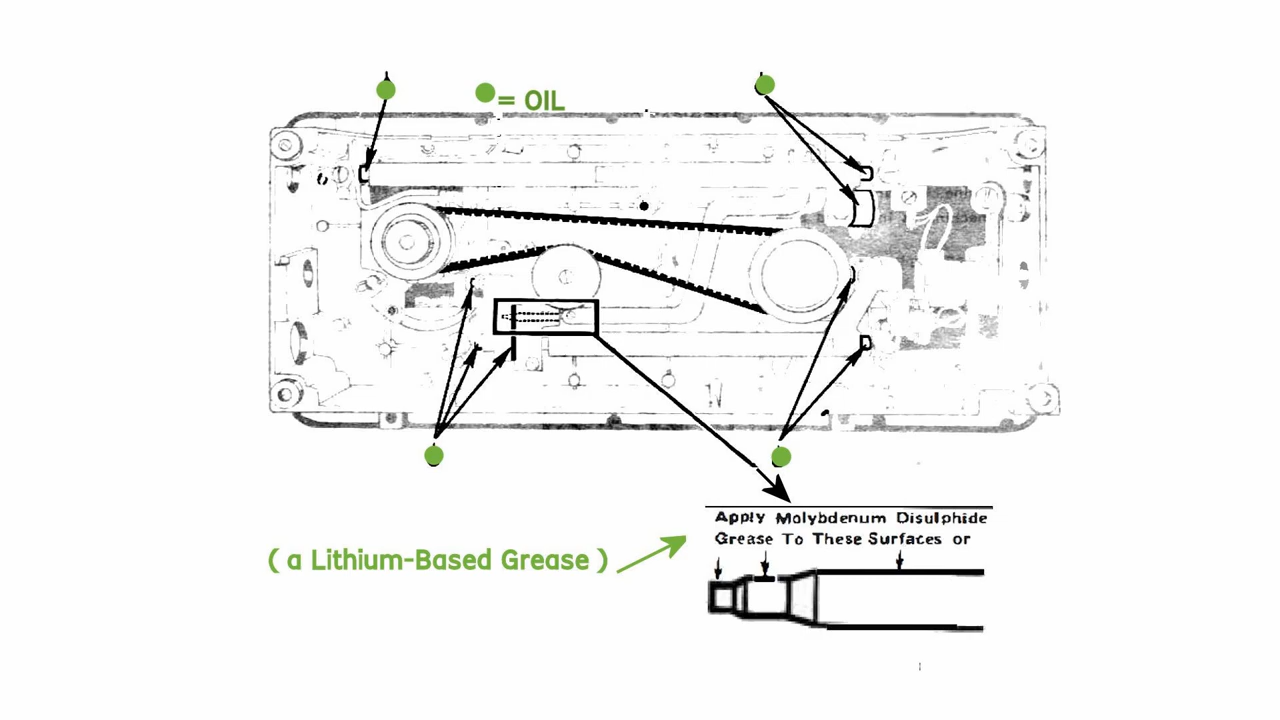 = OIL
Apply Molybdenum Disulphide
Grease To These Surfaces or
( a Lithium-Based Grease )